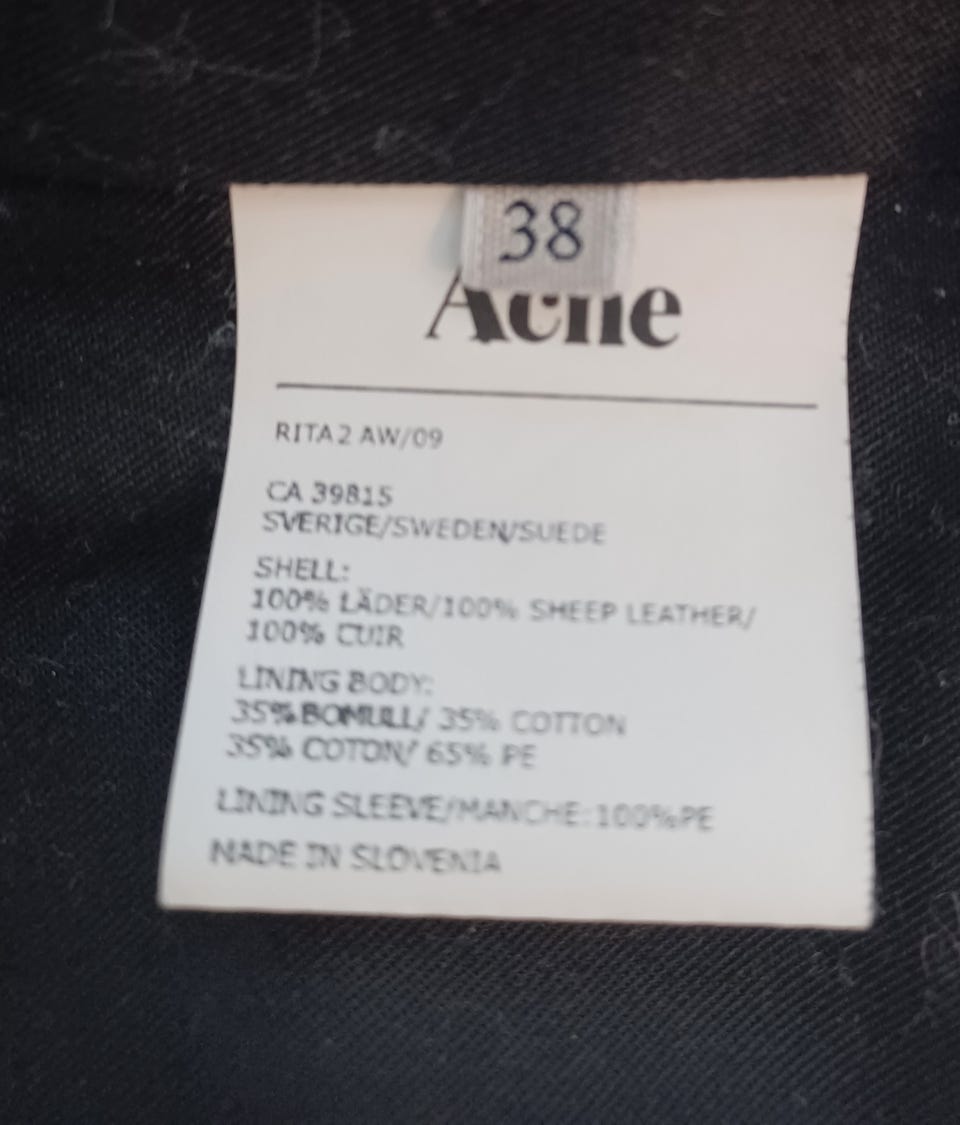 38
Acne
RITA2 AW/09
CA 39815
SVERIGE/SWEDEN/SUEDE
SHELL:
100% LÄDER/100% SHEEP LEATHER/
100% CUIR
LINING BODY:
35%BOMULL/ 35% COTTON
35% COTON/ 65% PE
LINING SLEEVE/MANCHE:100%PE
MADE IN SLOVENIA